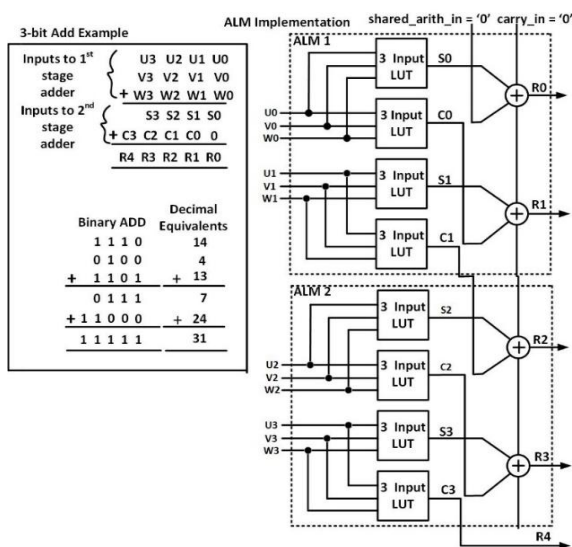 3-bit Add Example
Inputs to 1st stage adder
U3 U2 U1 U0
V3 V2 V1 V0
+ W3 W2 W1 W0
Inputs to 2nd stage adder
S3 S2 S1 S0
+ C3 C2 C1 C0 0
R4 R3 R2 R1 R0
Binary ADD
Decimal Equivalents
1 1 1 0 14
0 1 0 0 4
+ 1 1 0 1 + 13
0 1 1 1 7
+ 1 1 0 0 0 + 24
1 1 1 1 1 31
ALM Implementation
shared_arith_in = '0'
carry_in = '0'
ALM 1
3 Input LUT
S0
R0
U0
V0
W0
3 Input LUT
C0
U1
V1
W1
3 Input LUT
S1
R1
3 Input LUT
C1
ALM 2
3 Input LUT
S2
R2
U2
V2
W2
3 Input LUT
C2
U3
V3
W3
3 Input LUT
S3
R3
3 Input LUT
C3
R4